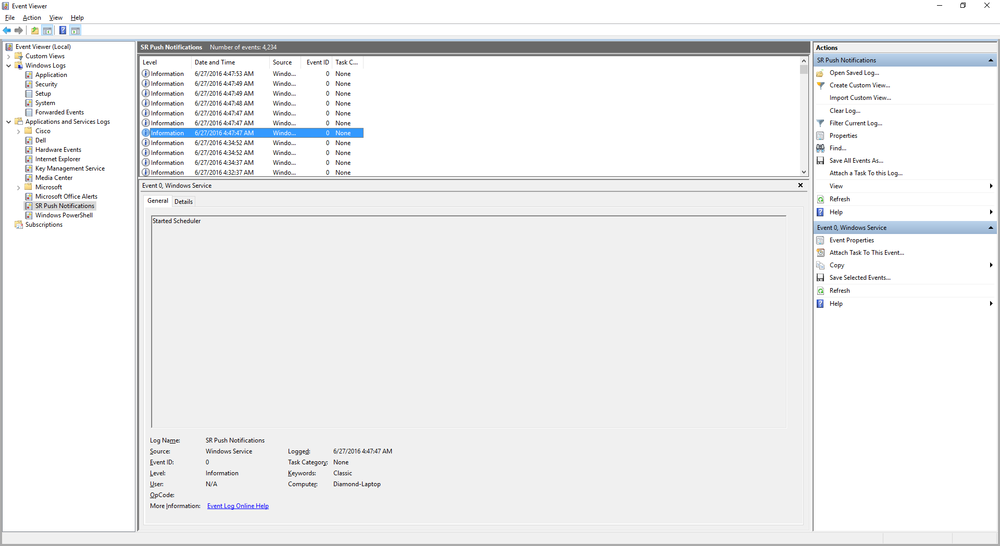 Event Viewer
File Action View Help
Event Viewer (Local)
Custom Views
Windows Logs
Application
Security
Setup
System
Forwarded Events
Applications and Services Logs
Cisco
Dell
Hardware Events
Internet Explorer
Key Management Service
Media Center
Microsoft
Microsoft Office Alerts
SR Push Notifications
Windows PowerShell
Subscriptions
SR Push Notifications Number of events: 4,234
Level Date and Time Source Event ID Task C...
Information 6/27/2016 4:47:53 AM Windo... 0 None
Information 6/27/2016 4:47:49 AM Windo... 0 None
Information 6/27/2016 4:47:49 AM Windo... 0 None
Information 6/27/2016 4:47:48 AM Windo... 0 None
Information 6/27/2016 4:47:47 AM Windo... 0 None
Information 6/27/2016 4:47:47 AM Windo... 0 None
Information 6/27/2016 4:47:47 AM Windo... 0 None
Information 6/27/2016 4:34:52 AM Windo... 0 None
Information 6/27/2016 4:34:52 AM Windo... 0 None
Information 6/27/2016 4:34:37 AM Windo... 0 None
Information 6/27/2016 4:32:37 AM Windo... 0 None
Event 0, Windows Service
General Details
Started Scheduler
Log Name: SR Push Notifications
Source: Windows Service Logged: 6/27/2016 4:47:47 AM
Event ID: 0 Task Category: None
Level: Information Keywords: Classic
User: N/A Computer: Diamond-Laptop
OpCode:
More Information: Event Log Online Help
Actions
SR Push Notifications
Open Saved Log...
Create Custom View...
Import Custom View...
Clear Log...
Filter Current Log...
Properties
Find...
Save All Events As...
Attach a Task To this Log...
View
Refresh
Help
Event 0, Windows Service
Event Properties
Attach Task To This Event...
Copy
Save Selected Events...
Refresh
Help